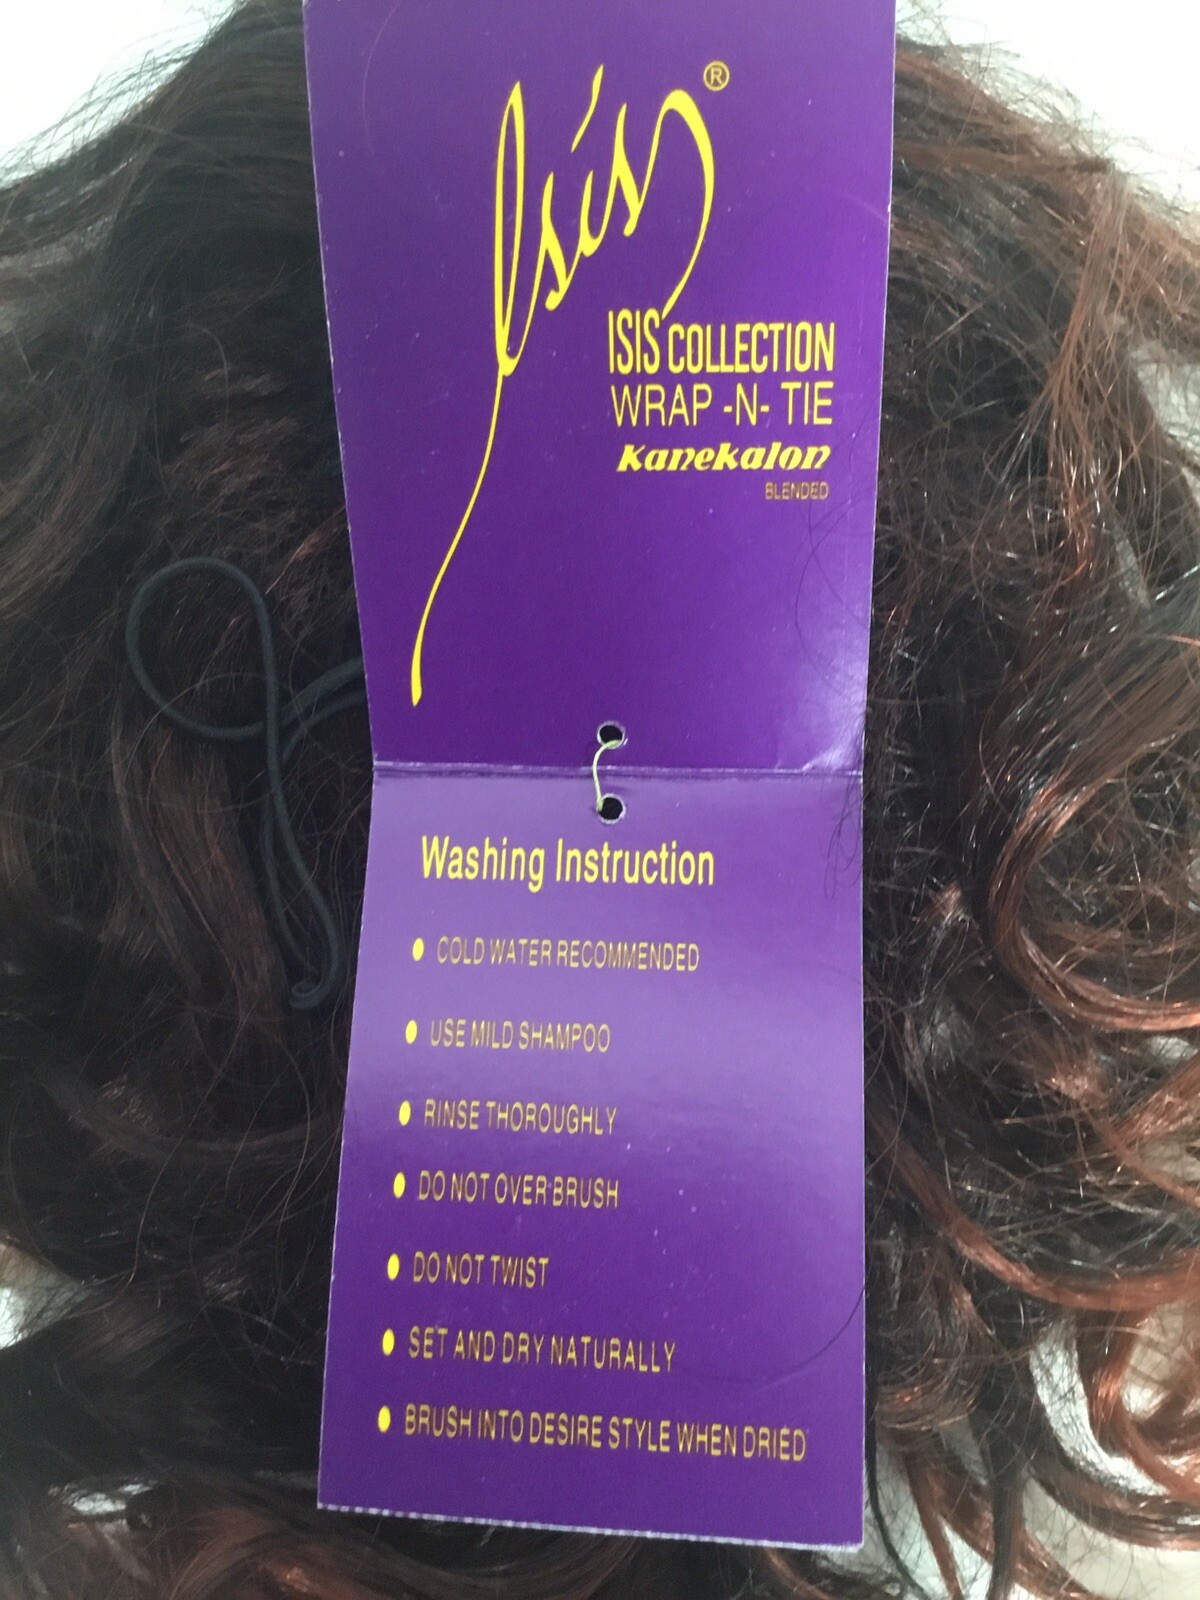 Isis®
ISIS COLLECTION
WRAP -N- TIE
Kanekalon
BLENDED
Washing Instruction
• COLD WATER RECOMMENDED
• USE MILD SHAMPOO
• RINSE THOROUGHLY
• DO NOT OVER BRUSH
• DO NOT TWIST
• SET AND DRY NATURALLY
• BRUSH INTO DESIRE STYLE WHEN DRIED